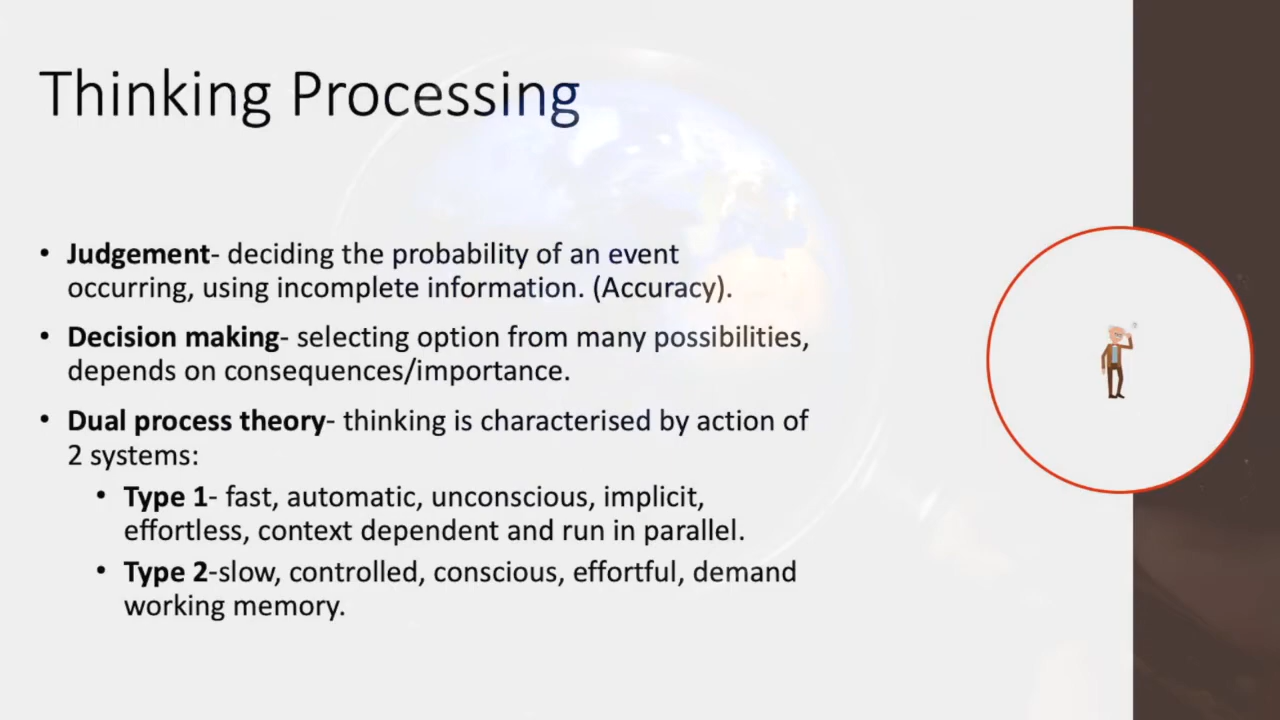 Thinking Processing
• Judgement- deciding the probability of an event
occurring, using incomplete information. (Accuracy).
• Decision making- selecting option from many possibilities,
depends on consequences/importance.
• Dual process theory- thinking is characterised by action of
2 systems:
• Type 1- fast, automatic, unconscious, implicit,
effortless, context dependent and run in parallel.
• Type 2-slow, controlled, conscious, effortful, demand
working memory.